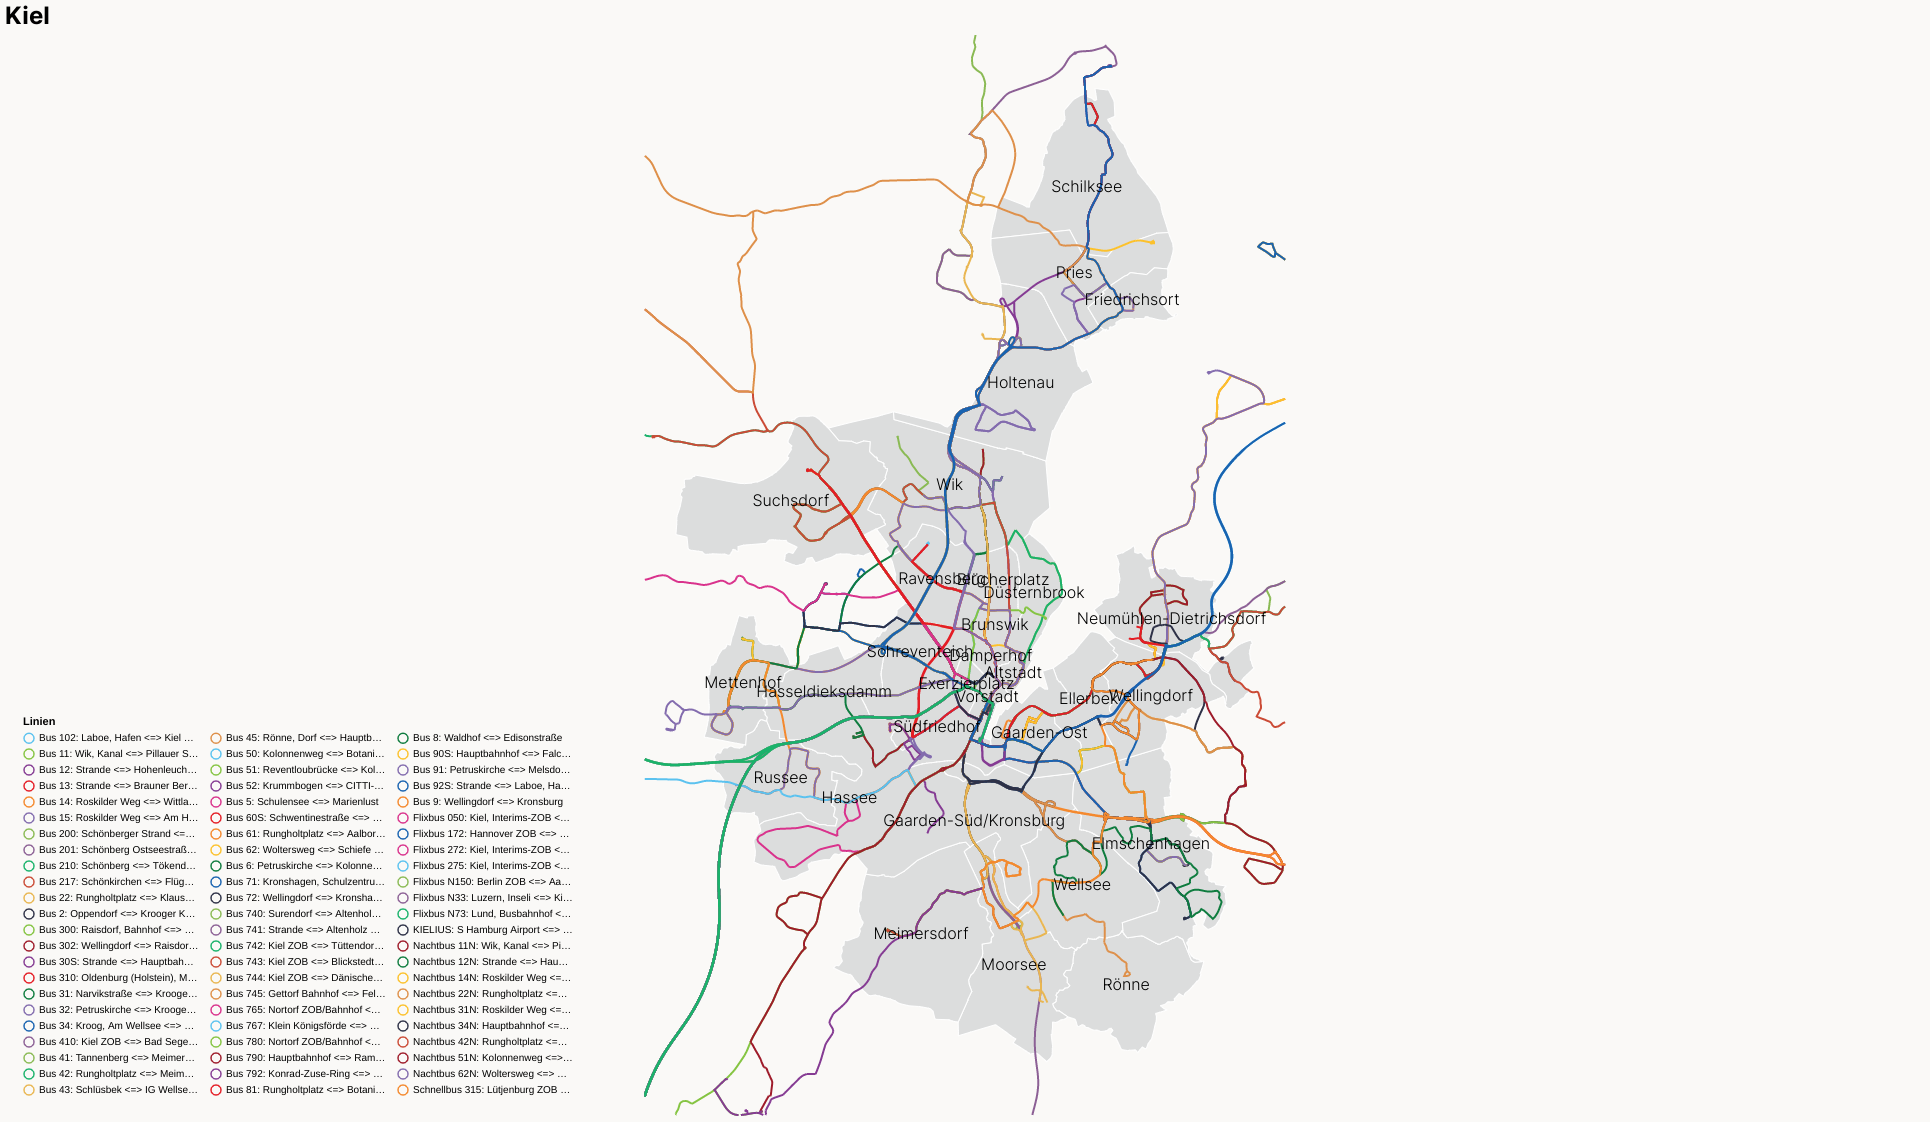 Kiel
Schilksee
Pries
Friedrichsort
Holtenau
Wik
Suchsdorf
Ravensberg
Blücherplatz
Düsternbrook
Neumühlen-Dietrichsdorf
Brunswik
Schreventeich
Damperhof
Altstadt
Mettenhof
Hasseldieksdamm
Exerzierplatz
Vorstadt
Ellerbek
Wellingdorf
Südfriedhof
Gaarden-Ost
Russee
Hassee
Gaarden-Süd/Kronsburg
Elmschenhagen
Wellsee
Meimersdorf
Moorsee
Rönne
Linien
Bus 102: Laboe, Hafen <=> Kiel ...
Bus 11: Wik, Kanal <=> Pillauer S...
Bus 12: Strande <=> Hohenleuch...
Bus 13: Strande <=> Brauner Ber...
Bus 14: Roskilder Weg <=> Wittla...
Bus 15: Roskilder Weg <=> Am H...
Bus 200: Schönberger Strand <=...
Bus 201: Schönberg Ostseestraß...
Bus 210: Schönberg <=> Tökend...
Bus 217: Schönkirchen <=> Flüg...
Bus 22: Rungholtplatz <=> Klaus...
Bus 2: Oppendorf <=> Krooger K...
Bus 300: Raisdorf, Bahnhof <=> ...
Bus 302: Wellingdorf <=> Raisdor...
Bus 30S: Strande <=> Hauptbah...
Bus 310: Oldenburg (Holstein), M...
Bus 31: Narvikstraße <=> Krooge...
Bus 32: Petruskirche <=> Krooge...
Bus 34: Kroog, Am Wellsee <=> ...
Bus 410: Kiel ZOB <=> Bad Sege...
Bus 41: Tannenberg <=> Meimer...
Bus 42: Rungholtplatz <=> Meim...
Bus 43: Schlüsbek <=> IG Wellse...
Bus 45: Rönne, Dorf <=> Hauptb...
Bus 50: Kolonnenweg <=> Botani...
Bus 51: Reventloubrücke <=> Kol...
Bus 52: Krummbogen <=> CITTI-...
Bus 5: Schulensee <=> Marienlust
Bus 60S: Schwentinestraße <=> ...
Bus 61: Rungholtplatz <=> Aalbor...
Bus 62: Woltersweg <=> Schiefe ...
Bus 6: Petruskirche <=> Kolonne...
Bus 71: Kronshagen, Schulzentru...
Bus 72: Wellingdorf <=> Kronsha...
Bus 740: Surendorf <=> Altenhol...
Bus 741: Strande <=> Altenholz ...
Bus 742: Kiel ZOB <=> Tüttendor...
Bus 743: Kiel ZOB <=> Blickstedt...
Bus 744: Kiel ZOB <=> Dänische...
Bus 745: Gettorf Bahnhof <=> Fel...
Bus 765: Nortorf ZOB/Bahnhof <...
Bus 767: Klein Königsförde <=> ...
Bus 780: Nortorf ZOB/Bahnhof <...
Bus 790: Hauptbahnhof <=> Ram...
Bus 792: Konrad-Zuse-Ring <=> ...
Bus 81: Rungholtplatz <=> Botani...
Bus 8: Waldhof <=> Edisonstraße
Bus 90S: Hauptbahnhof <=> Falc...
Bus 91: Petruskirche <=> Melsdo...
Bus 92S: Strande <=> Laboe, Ha...
Bus 9: Wellingdorf <=> Kronsburg
Flixbus 050: Kiel, Interims-ZOB <...
Flixbus 172: Hannover ZOB <=> ...
Flixbus 272: Kiel, Interims-ZOB <...
Flixbus 275: Kiel, Interims-ZOB <...
Flixbus N150: Berlin ZOB <=> Aa...
Flixbus N33: Luzern, Inseli <=> Ki...
Flixbus N73: Lund, Busbahnhof <...
KIELIUS: S Hamburg Airport <=> ...
Nachtbus 11N: Wik, Kanal <=> Pi...
Nachtbus 12N: Strande <=> Hau...
Nachtbus 14N: Roskilder Weg <=...
Nachtbus 22N: Rungholtplatz <=...
Nachtbus 31N: Roskilder Weg <=...
Nachtbus 34N: Hauptbahnhof <=...
Nachtbus 42N: Rungholtplatz <=...
Nachtbus 51N: Kolonnenweg <=>...
Nachtbus 62N: Woltersweg <=> ...
Schnellbus 315: Lütjenburg ZOB ...